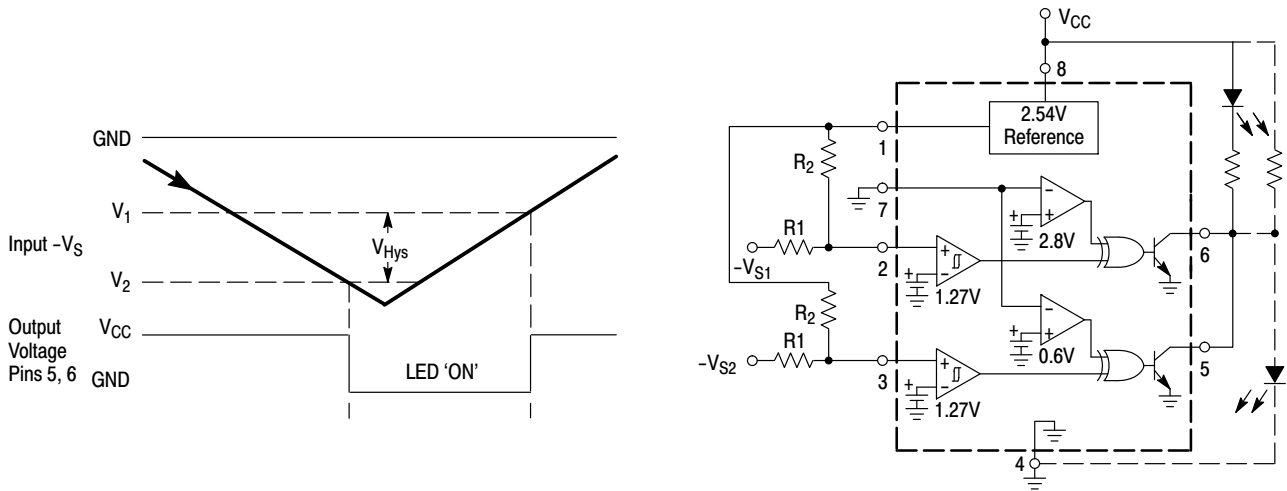 GND
V1
Input –VS
VHys
V2
Output
Voltage
Pins 5, 6
VCC
GND
LED 'ON'
VCC
8
2.54V
Reference
1
R2
7
–
+
+
2.8V
R1
–VS1
2
+
–
+
1.27V
6
R2
–
+
+
0.6V
R1
–VS2
3
+
–
+
1.27V
5
4